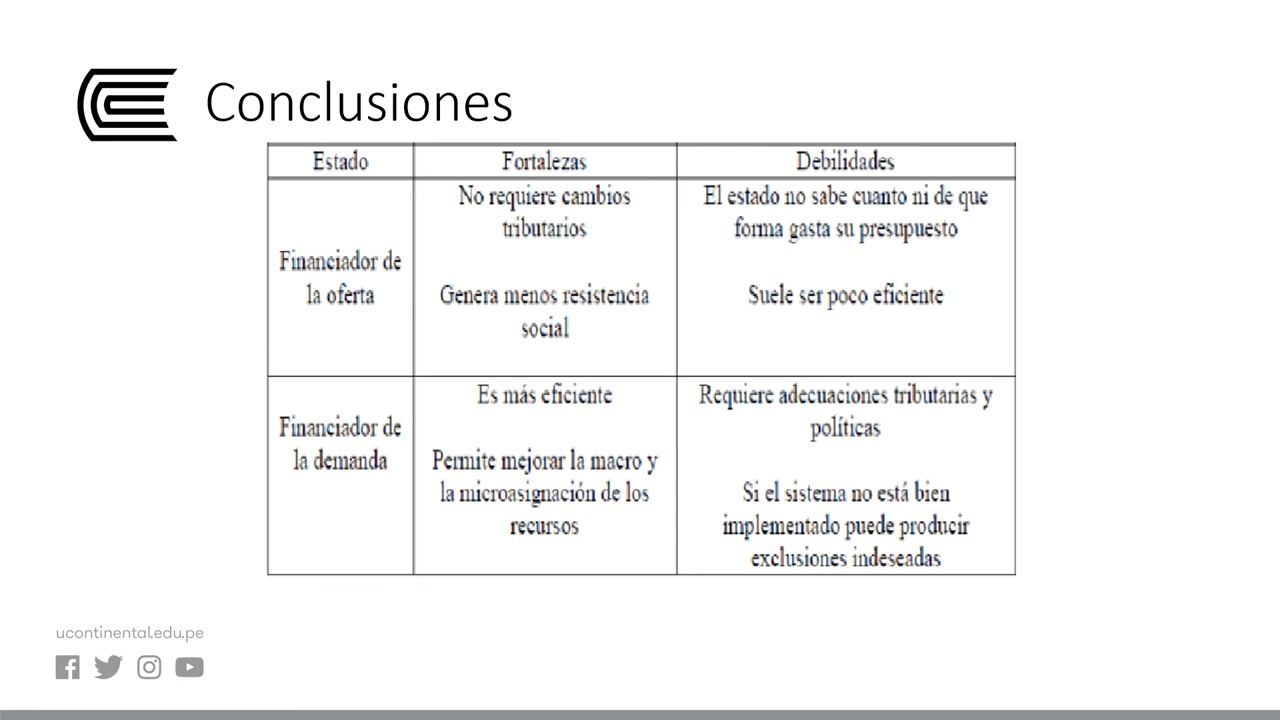 Conclusiones
Estado
Fortalezas
Debilidades
Financiador de
la oferta
No requiere cambios
tributarios
Genera menos resistencia
social
El estado no sabe cuanto ni de que
forma gasta su presupuesto
Suele ser poco eficiente
Financiador de
la demanda
Es más eficiente
Permite mejorar la macro y
la microasignación de los
recursos
Requiere adecuaciones tributarias y
políticas
Si el sistema no está bien
implementado puede producir
exclusiones indeseadas
ucontinental.edu.pe